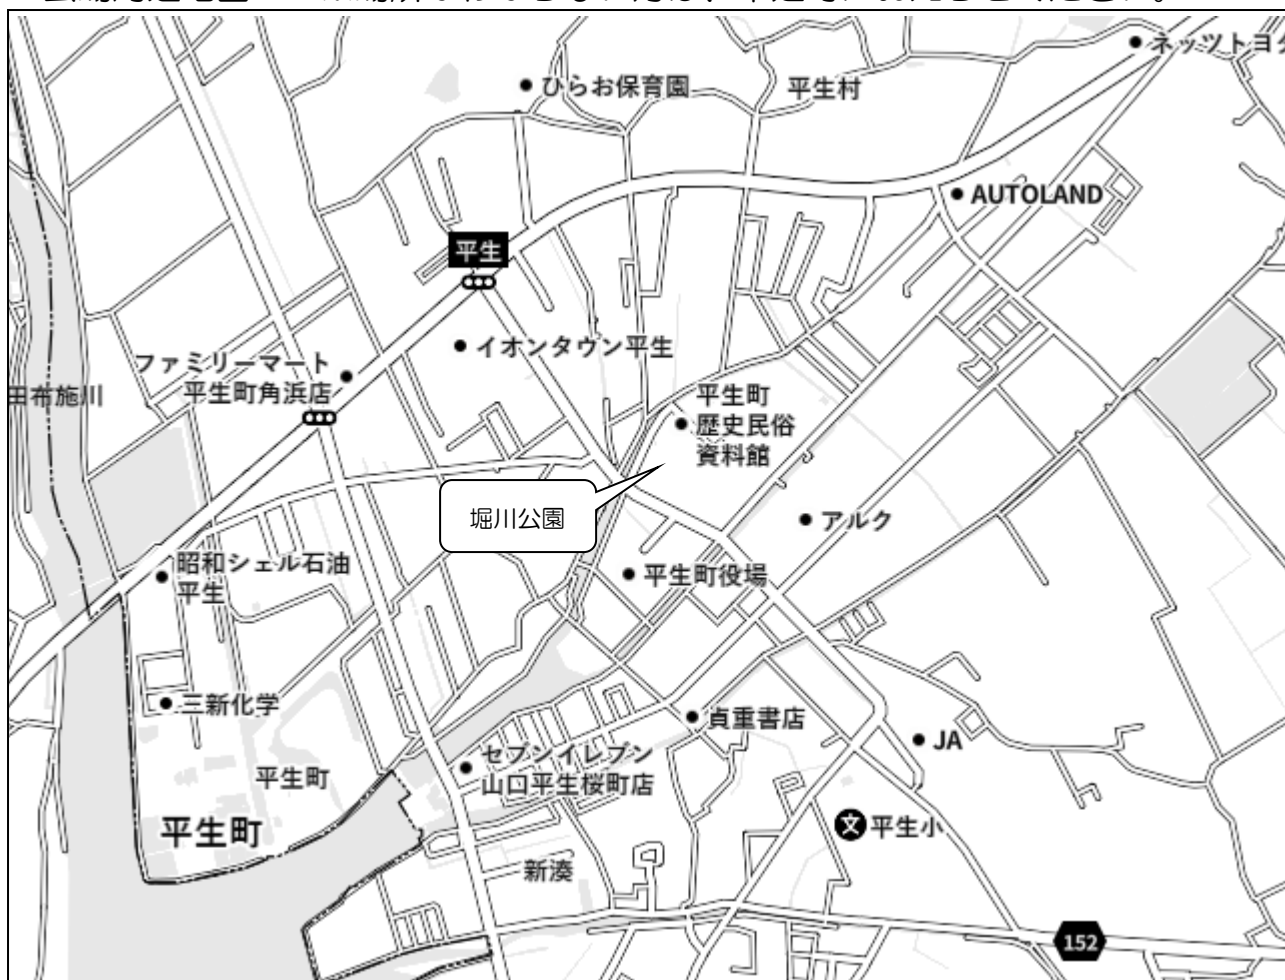 ネッツトヨタ
ひらお保育園
平生村
AUTOLAND
平生
イオンタウン平生
ファミリーマート
平生町角浜店
田布施川
平生町
歴史民俗
資料館
堀川公園
アルク
昭和シェル石油
平生
平生町役場
三新化学
貞重書店
JA
セブンイレブン
山口平生桜町店
平生町
平生町
文
平生小
新湊
152